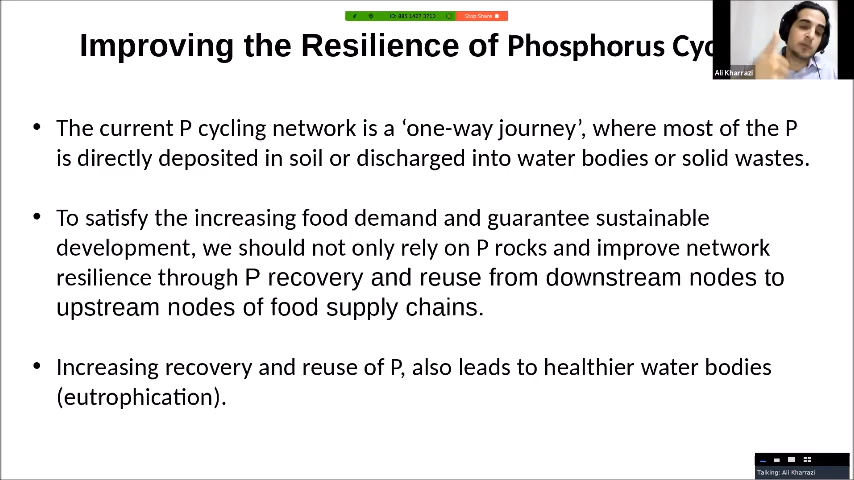 ID: 885 1427 3703
Stop Share
Improving the Resilience of Phosphorus Cyc
Ali Kharrazi
• The current P cycling network is a ‘one-way journey’, where most of the P
is directly deposited in soil or discharged into water bodies or solid wastes.
• To satisfy the increasing food demand and guarantee sustainable
development, we should not only rely on P rocks and improve network
resilience through P recovery and reuse from downstream nodes to
upstream nodes of food supply chains.
• Increasing recovery and reuse of P, also leads to healthier water bodies
(eutrophication).
Talking: Ali Kharrazi